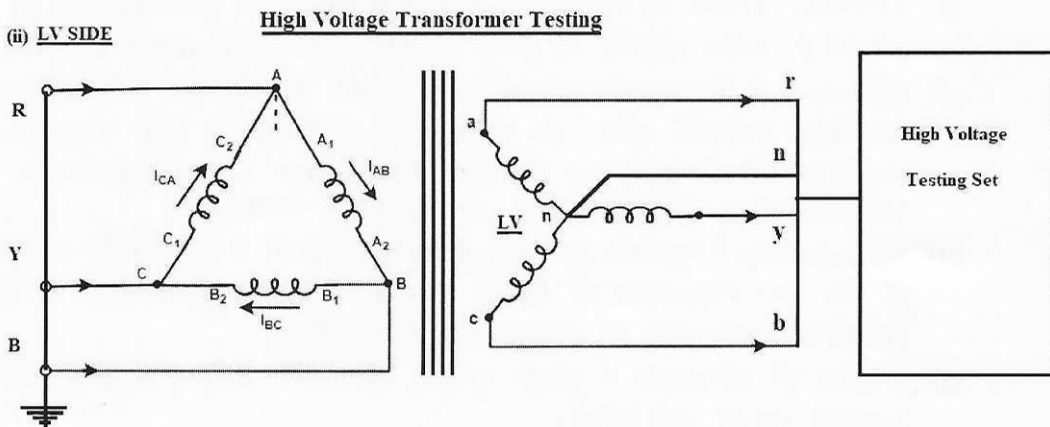 High Voltage Transformer Testing
(ii) LV SIDE
R
Y
B
A
C2
A1
ICA
IAB
C1
A2
C
B
B2
B1
IBC
a
n
LV
c
r
n
y
b
High Voltage
Testing Set